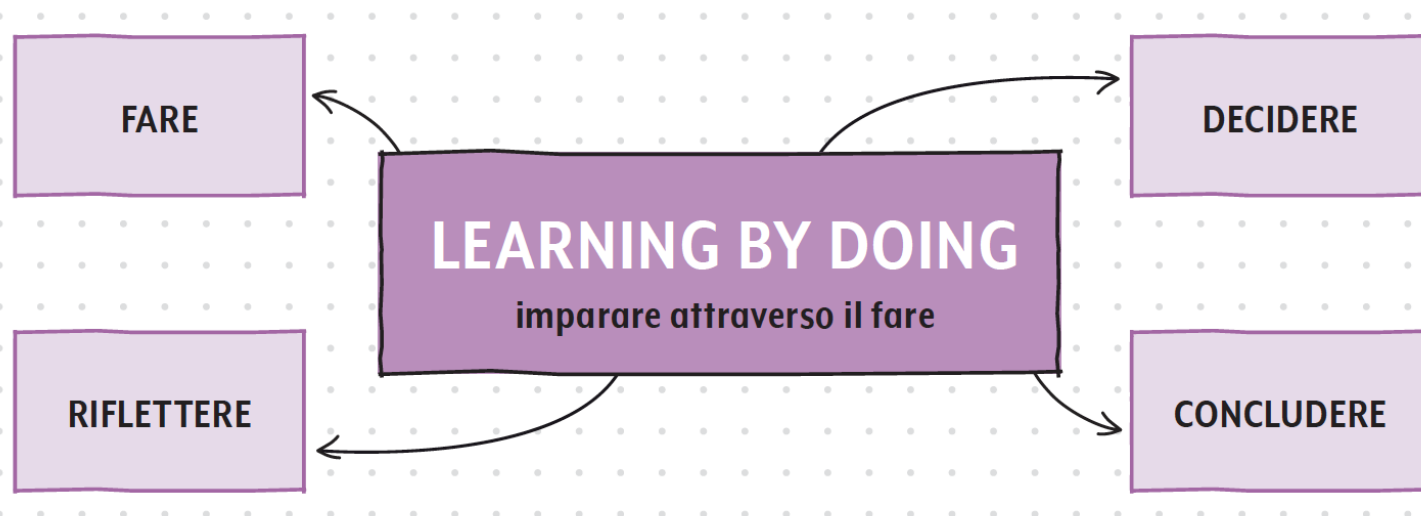 FARE
DECIDERE
LEARNING BY DOING
imparare attraverso il fare
RIFLETTERE
CONCLUDERE